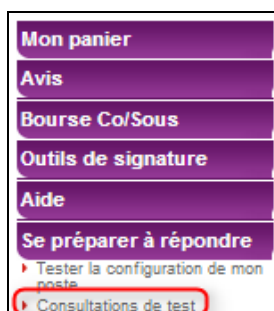 Mon panier
Avis
Bourse Co/Sous
Outils de signature
Aide
Se préparer à répondre
Tester la configuration de mon
poste
Consultations de test